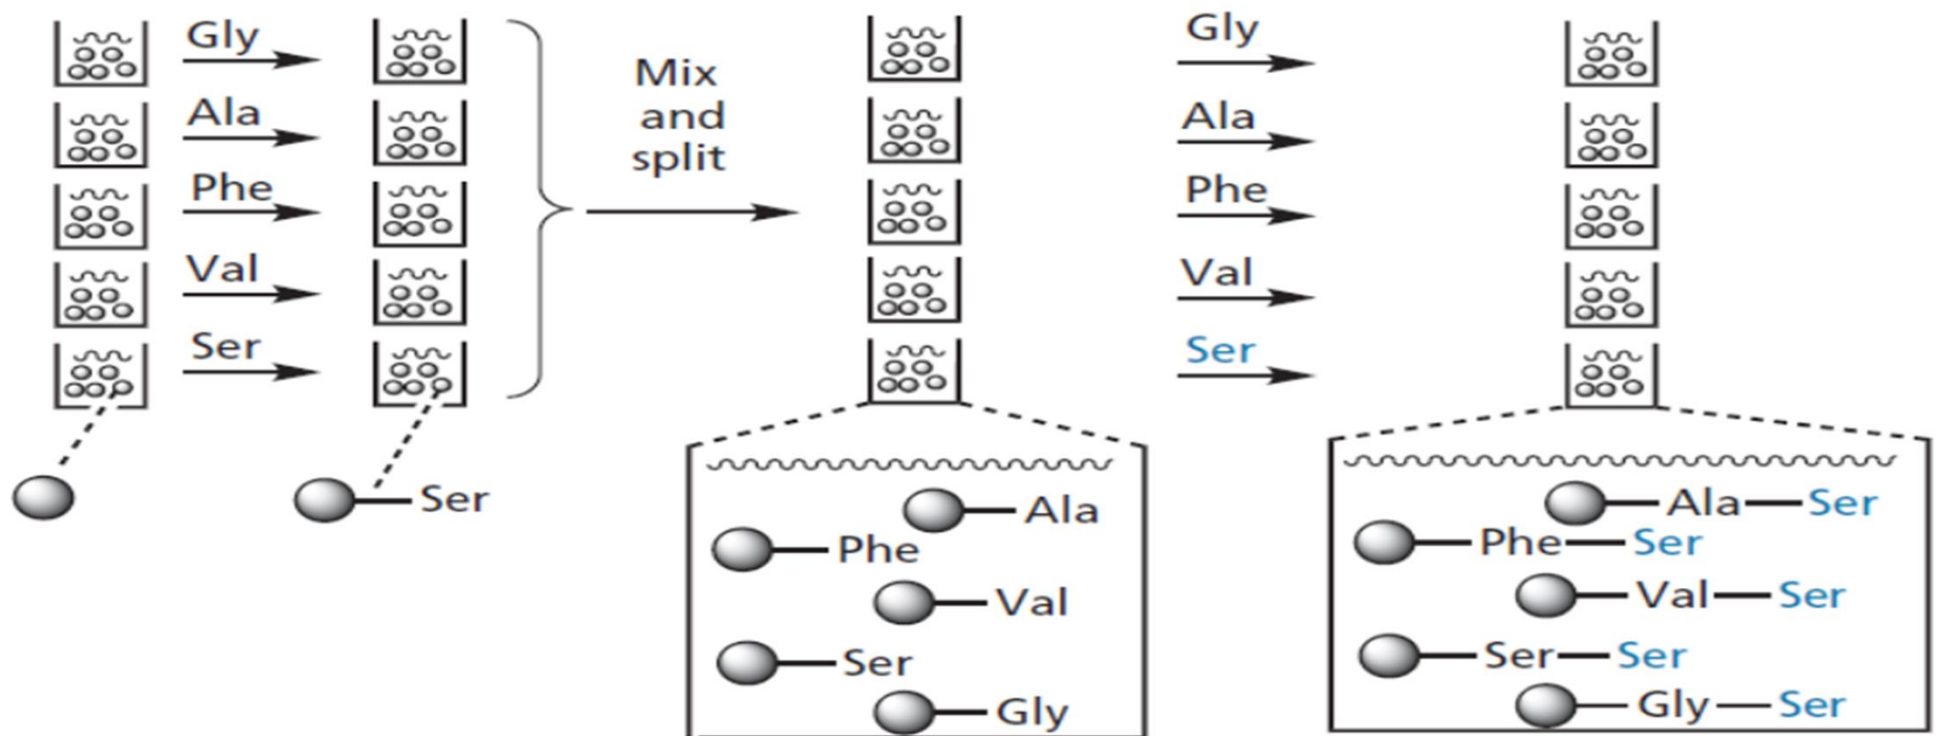 Gly
Ala
Phe
Val
Ser
Ser
Mix
and
split
Ala
Phe
Val
Ser
Gly
Gly
Ala
Phe
Val
Ser
Ala Ser
Phe Ser
Val Ser
Ser Ser
Gly Ser